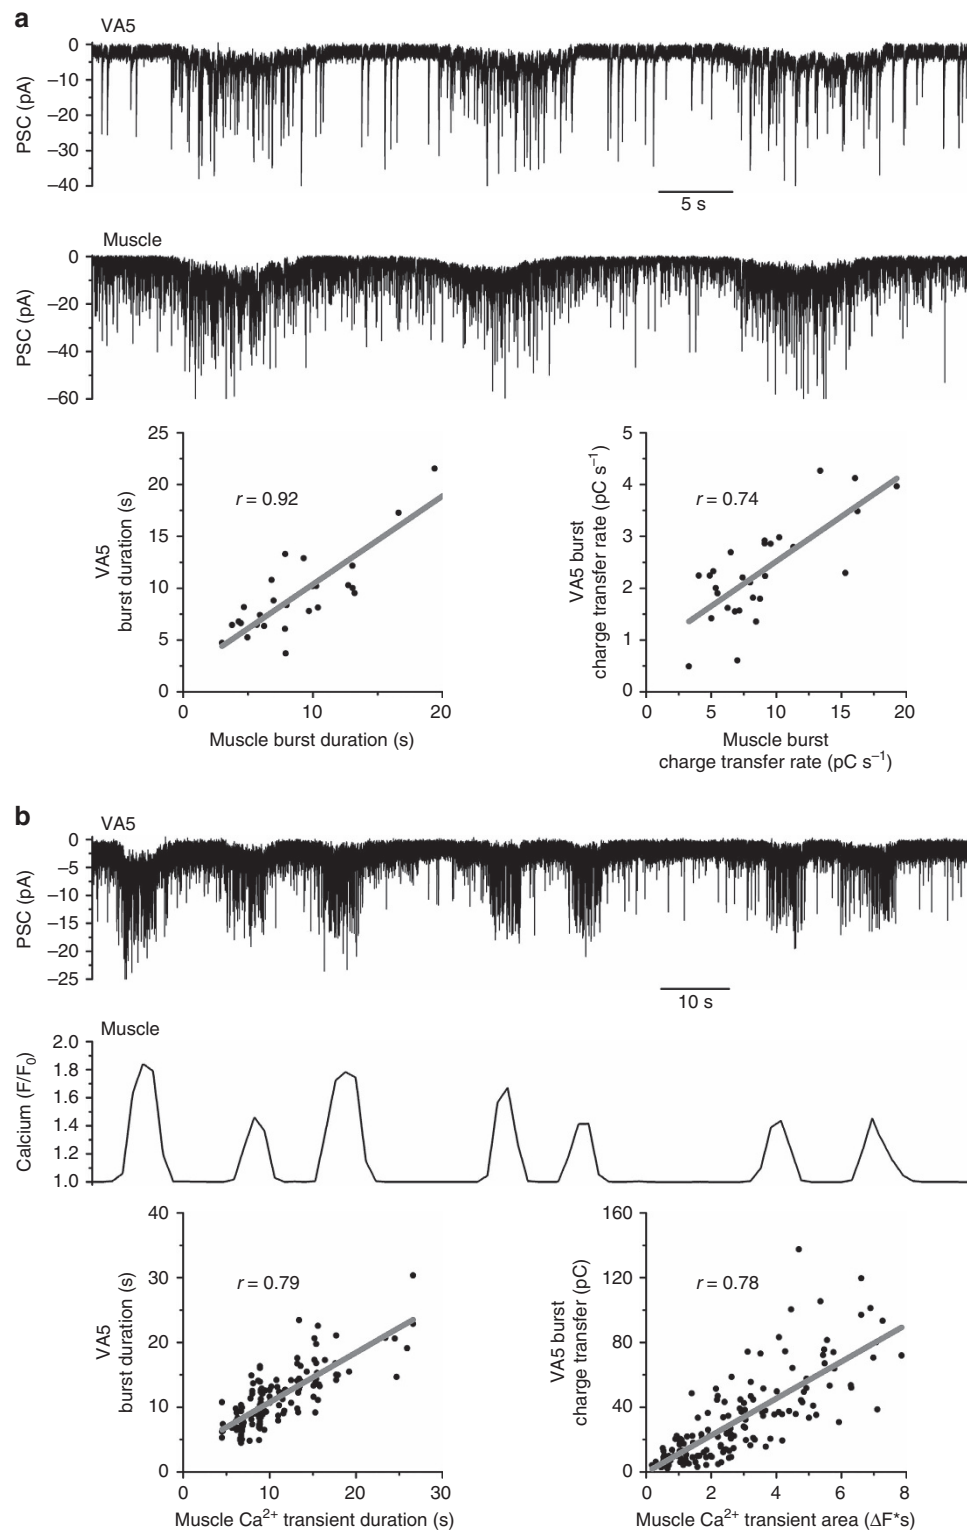 a
VA5
PSC (pA)
0
–10
–20
–30
–40
5 s
Muscle
PSC (pA)
0
–20
–40
–60
VA5
burst duration (s)
25
20
15
10
5
0
r = 0.92
0 10 20
Muscle burst duration (s)
VA5 burst
charge transfer rate (pC s⁻¹)
5
4
3
2
1
0
r = 0.74
0 5 10 15 20
Muscle burst
charge transfer rate (pC s⁻¹)
b
VA5
PSC (pA)
0
–5
–10
–15
–20
–25
10 s
Muscle
Calcium (F/F₀)
2.0
1.8
1.6
1.4
1.2
1.0
VA5
burst duration (s)
40
30
20
10
0
r = 0.79
0 10 20 30
Muscle Ca²⁺ transient duration (s)
VA5 burst
charge transfer (pC)
160
120
80
40
0
r = 0.78
0 2 4 6 8
Muscle Ca²⁺ transient area (ΔF*s)